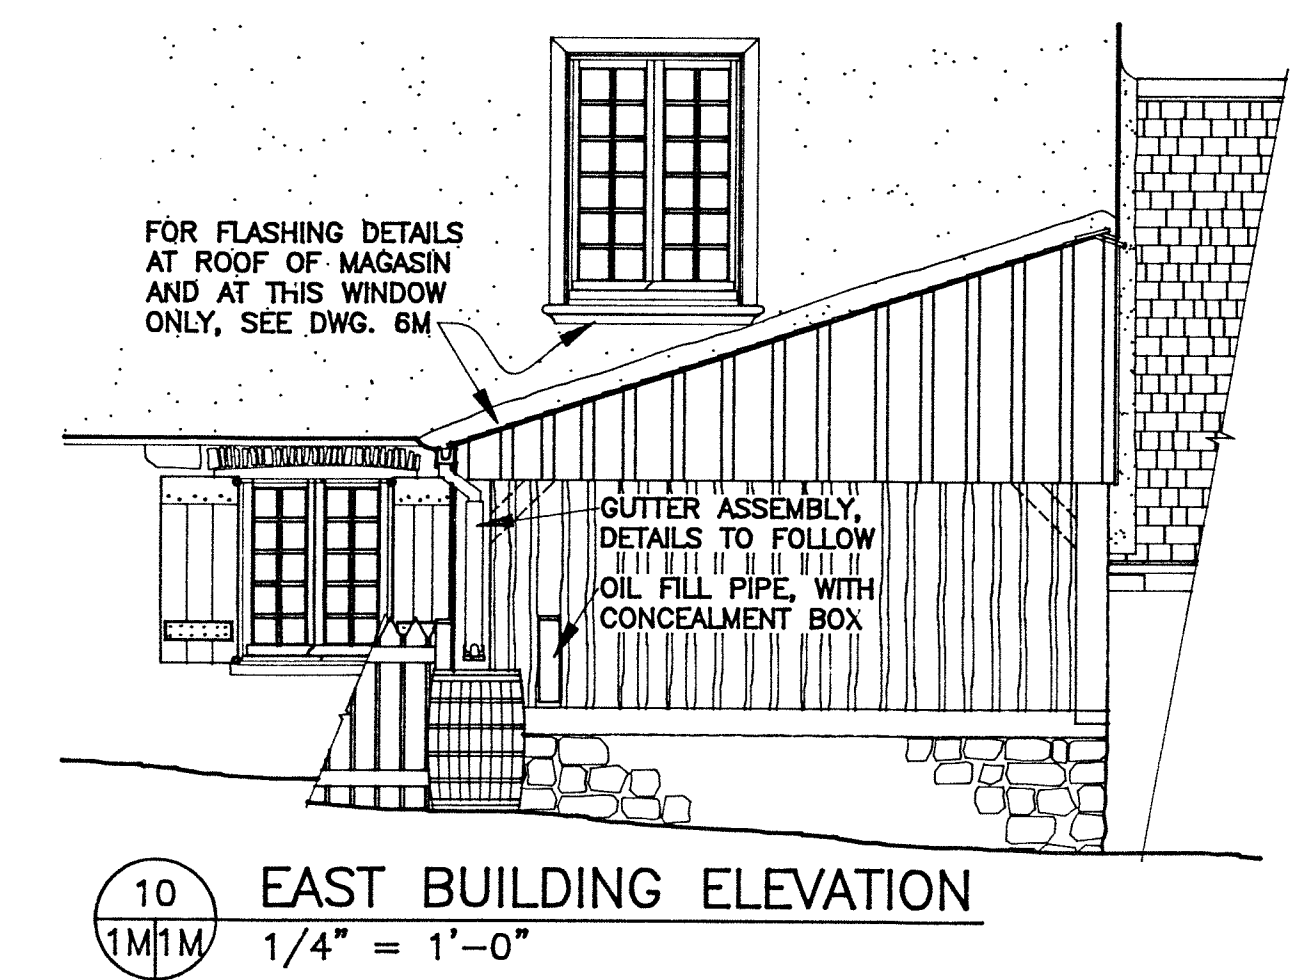 FOR FLASHING DETAILS
AT ROOF OF MAGASIN
AND AT THIS WINDOW
ONLY, SEE DWG. 6M
GUTTER ASSEMBLY,
DETAILS TO FOLLOW
OIL FILL PIPE, WITH
CONCEALMENT BOX
10
1M 1M
EAST BUILDING ELEVATION
1/4" = 1'-0"